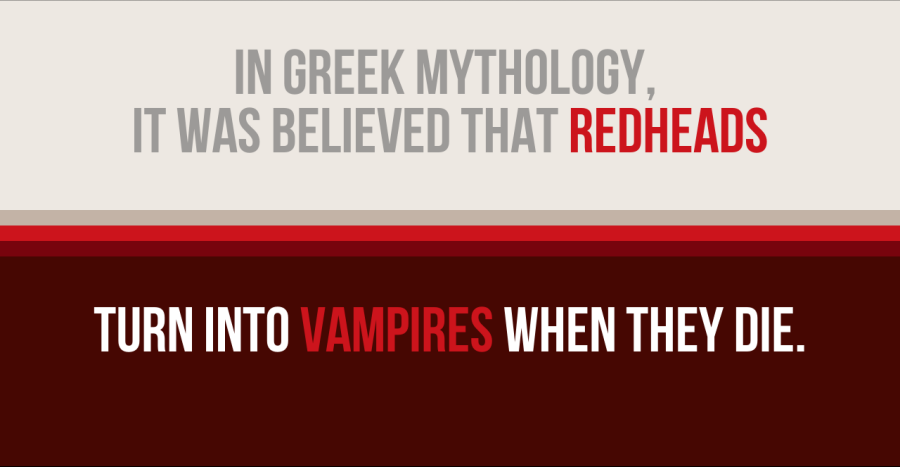 IN GREEK MYTHOLOGY,
IT WAS BELIEVED THAT REDHEADS
TURN INTO VAMPIRES WHEN THEY DIE.